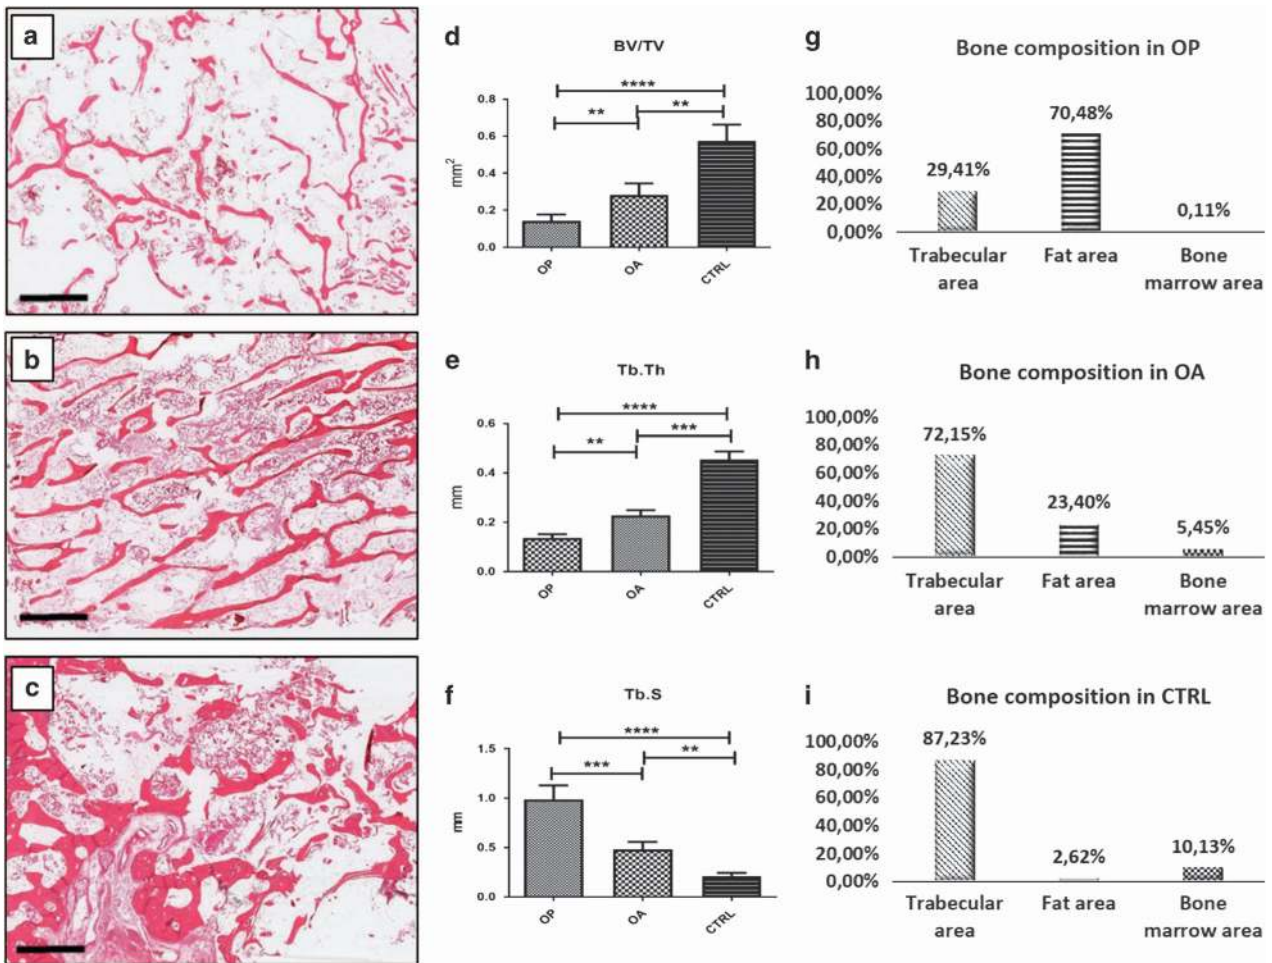 a
b
c
d
BV/TV
****
**
**
0.8
0.6
0.4
0.2
0.0
mm²
OP
OA
CTRL
e
Tb.Th
****
***
**
0.6
0.4
0.2
0.0
mm
OP
OA
CTRL
f
Tb.S
****
**
***
1.5
1.0
0.5
0.0
mm
OP
OA
CTRL
g
Bone composition in OP
100,00%
80,00%
60,00%
40,00%
20,00%
0,00%
29,41%
70,48%
0,11%
Trabecular
area
Fat area
Bone
marrow area
h
Bone composition in OA
100,00%
80,00%
60,00%
40,00%
20,00%
0,00%
72,15%
23,40%
5,45%
Trabecular
area
Fat area
Bone
marrow area
i
Bone composition in CTRL
100,00%
80,00%
60,00%
40,00%
20,00%
0,00%
87,23%
2,62%
10,13%
Trabecular
area
Fat area
Bone
marrow area